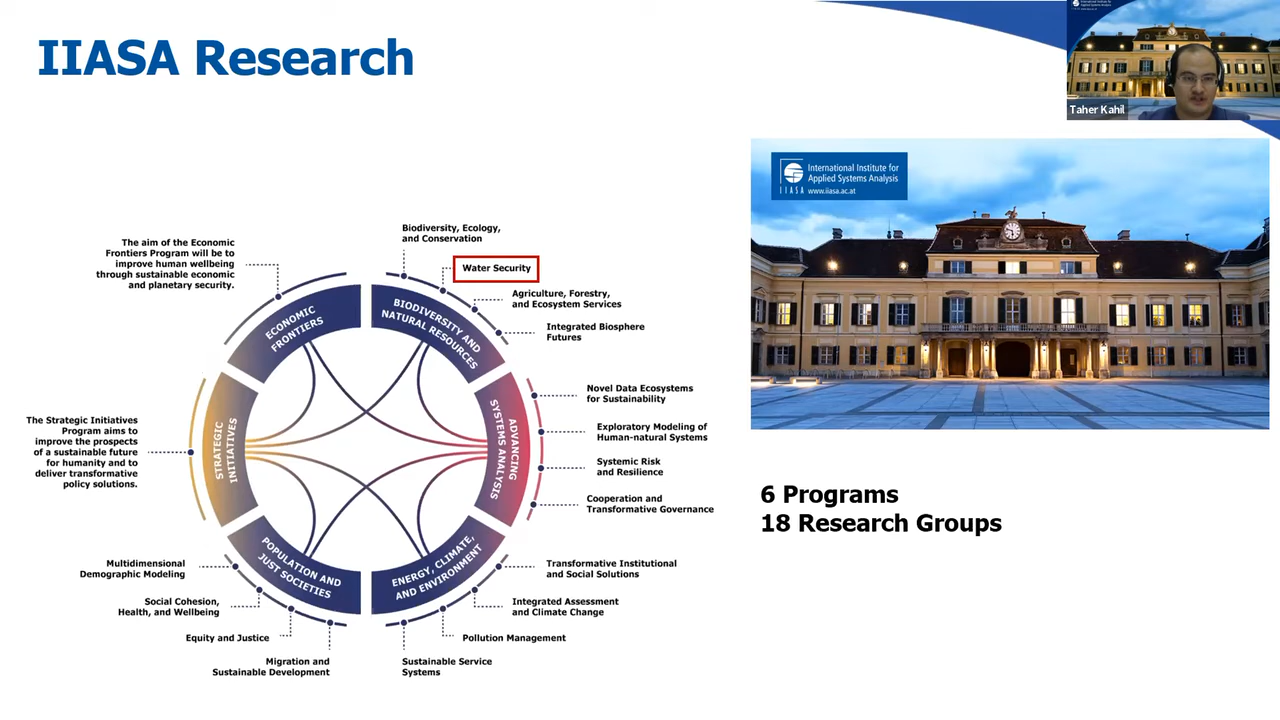 IIASA Research
Taher Kahil
International Institute for
Applied Systems Analysis
IIASA www.iiasa.ac.at
The aim of the Economic
Frontiers Program will be to
improve human wellbeing
through sustainable economic
and planetary security.
Biodiversity, Ecology,
and Conservation
Water Security
Agriculture, Forestry,
and Ecosystem Services
Integrated Biosphere
Futures
ECONOMIC
FRONTIERS
BIODIVERSITY AND
NATURAL RESOURCES
Novel Data Ecosystems
for Sustainability
Exploratory Modeling of
Human-natural Systems
Systemic Risk
and Resilience
Cooperation and
Transformative Governance
ADVANCING
SYSTEMS ANALYSIS
STRATEGIC
INITIATIVES
The Strategic Initiatives
Program aims to
improve the prospects
of a sustainable future
for humanity and to
deliver transformative
policy solutions.
POPULATION AND
JUST SOCIETIES
ENERGY, CLIMATE,
AND ENVIRONMENT
Multidimensional
Demographic Modeling
Social Cohesion,
Health, and Wellbeing
Equity and Justice
Migration and
Sustainable Development
Transformative Institutional
and Social Solutions
Integrated Assessment
and Climate Change
Pollution Management
Sustainable Service
Systems
6 Programs
18 Research Groups